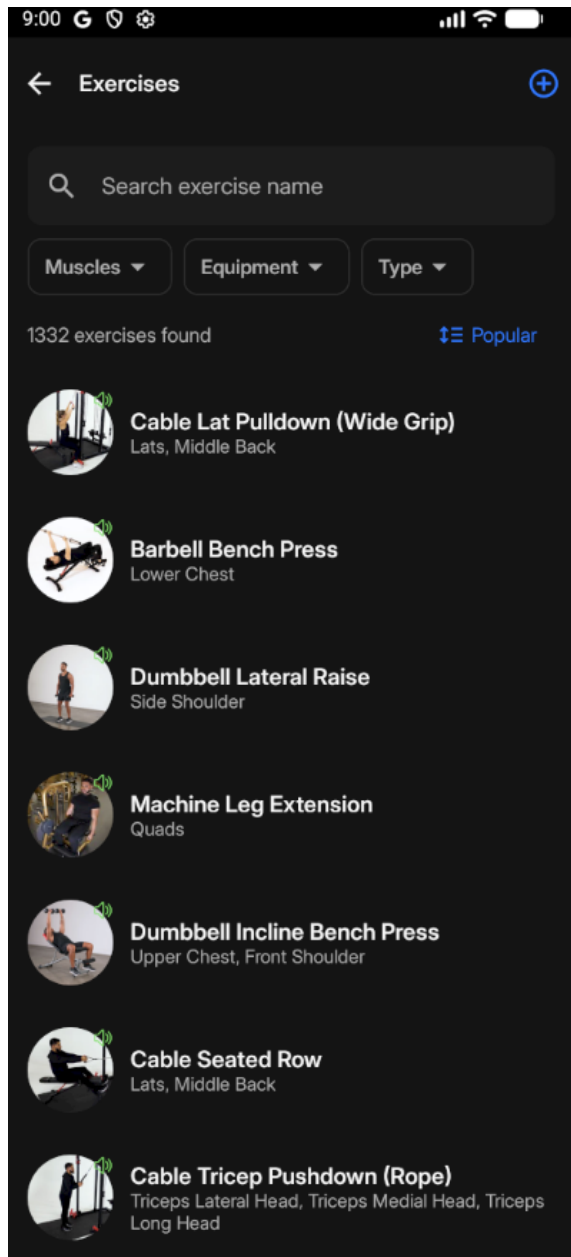 9:00 G
Exercises
Search exercise name
Muscles
Equipment
Type
1332 exercises found
Popular
Cable Lat Pulldown (Wide Grip)
Lats, Middle Back
Barbell Bench Press
Lower Chest
Dumbbell Lateral Raise
Side Shoulder
Machine Leg Extension
Quads
Dumbbell Incline Bench Press
Upper Chest, Front Shoulder
Cable Seated Row
Lats, Middle Back
Cable Tricep Pushdown (Rope)
Triceps Lateral Head, Triceps Medial Head, Triceps
Long Head